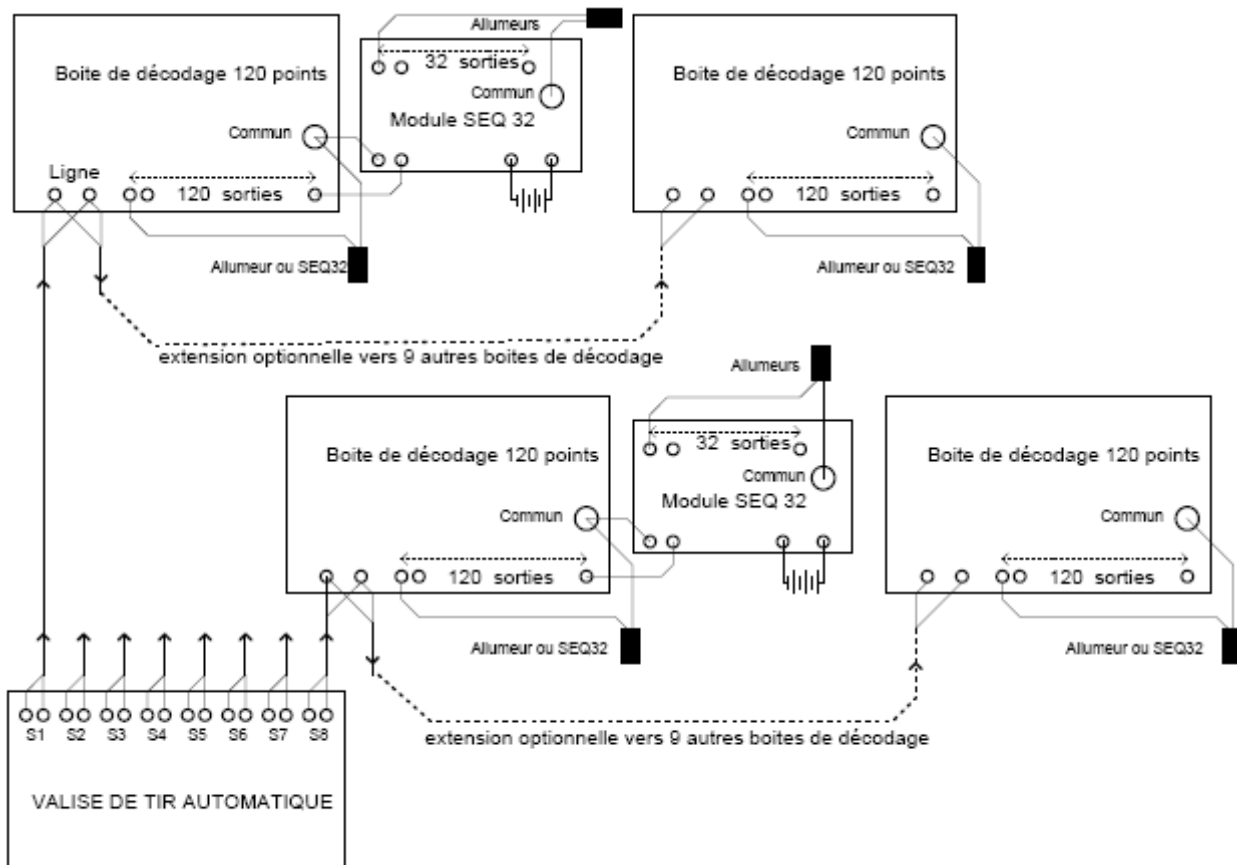 Allumeurs
Boite de décodage 120 points
32 sorties
Commun
Module SEQ 32
Commun
Ligne
120 sorties
Allumeur ou SEQ32
Boite de décodage 120 points
Commun
120 sorties
Allumeur ou SEQ32
extension optionnelle vers 9 autres boites de décodage
Allumeurs
Boite de décodage 120 points
32 sorties
Commun
Module SEQ 32
Commun
120 sorties
Allumeur ou SEQ32
Boite de décodage 120 points
Commun
120 sorties
Allumeur ou SEQ32
extension optionnelle vers 9 autres boites de décodage
S1 S2 S3 S4 S5 S6 S7 S8
VALISE DE TIR AUTOMATIQUE